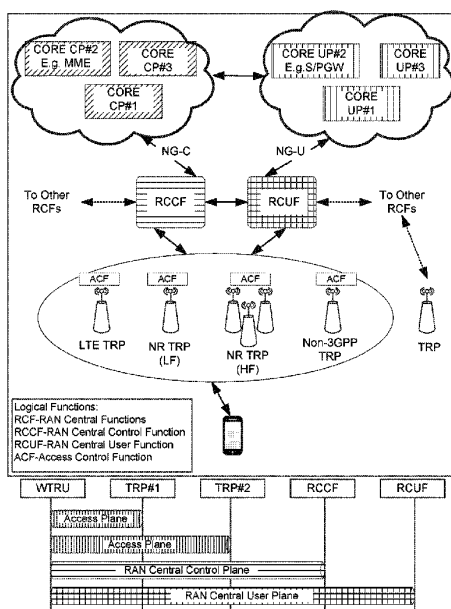 CORE CP#2
E.g. MME
CORE
CP#3
CORE
CP#1
CORE UP#2
E.g.S/PGW
CORE
UP#3
CORE
UP#1
NG-C
NG-U
To Other
RCFs
RCCF
RCUF
To Other
RCFs
ACF
ACF
ACF
ACF
LTE TRP
NR TRP
(LF)
NR TRP
(HF)
Non-3GPP
TRP
TRP
Logical Functions:
RCF-RAN Central Functions
RCCF-RAN Central Control Function
RCUF-RAN Central User Function
ACF-Access Control Function
WTRU
TRP#1
TRP#2
RCCF
RCUF
Access Plane
Access Plane
RAN Central Control Plane
RAN Central User Plane